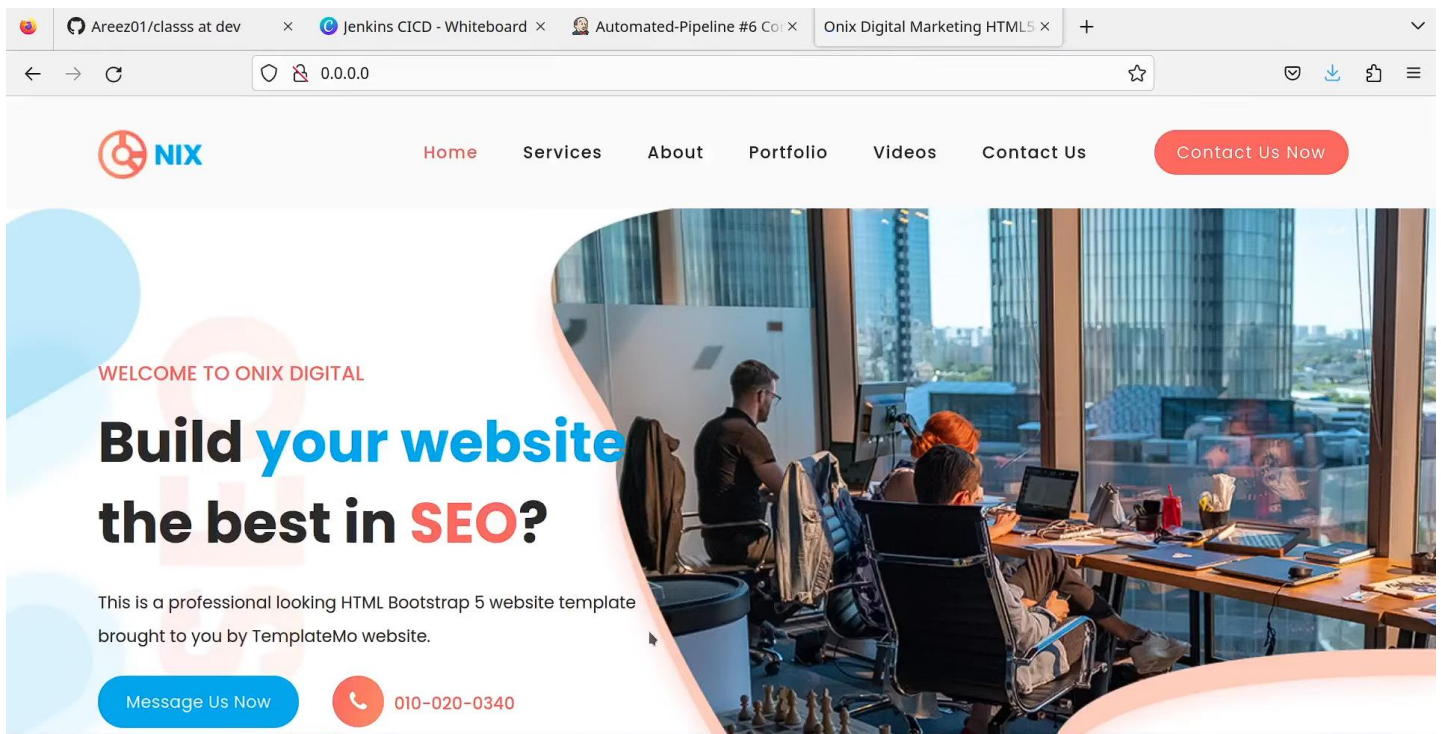 Areez01/classs at dev
Jenkins CICD - Whiteboard
Automated-Pipeline #6 Co
Onix Digital Marketing HTML5
0.0.0.0
NIX
Home
Services
About
Portfolio
Videos
Contact Us
Contact Us Now
SEO
WELCOME TO ONIX DIGITAL
Build your website
the best in SEO?
This is a professional looking HTML Bootstrap 5 website template
brought to you by TemplateMo website.
Message Us Now
010-020-0340